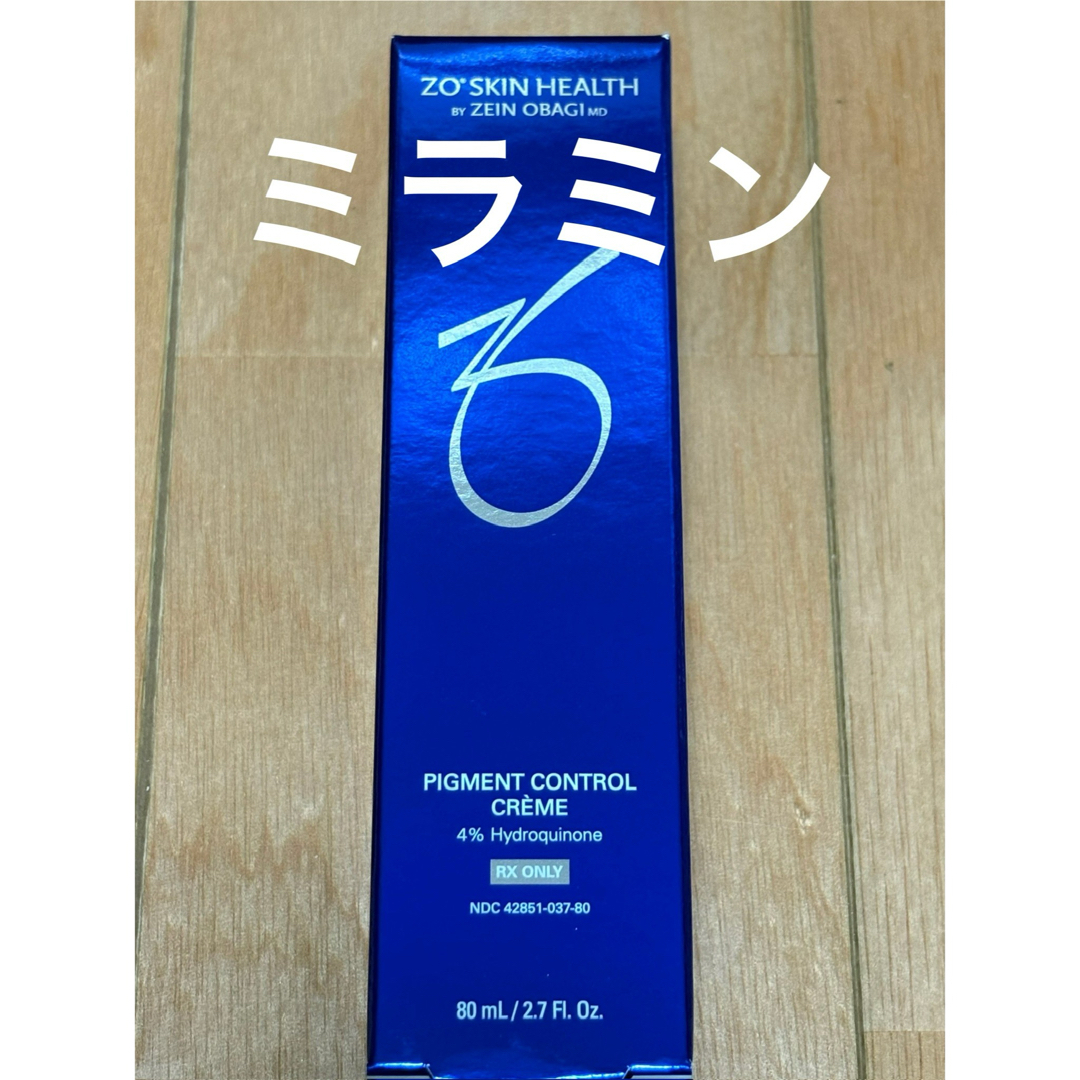 ZO® SKIN HEALTH
BY ZEIN OBAGI MD
ミラミン
PIGMENT CONTROL
CRÈME
4% Hydroquinone
RX ONLY
NDC 42851-037-80
80 mL / 2.7 Fl. Oz.